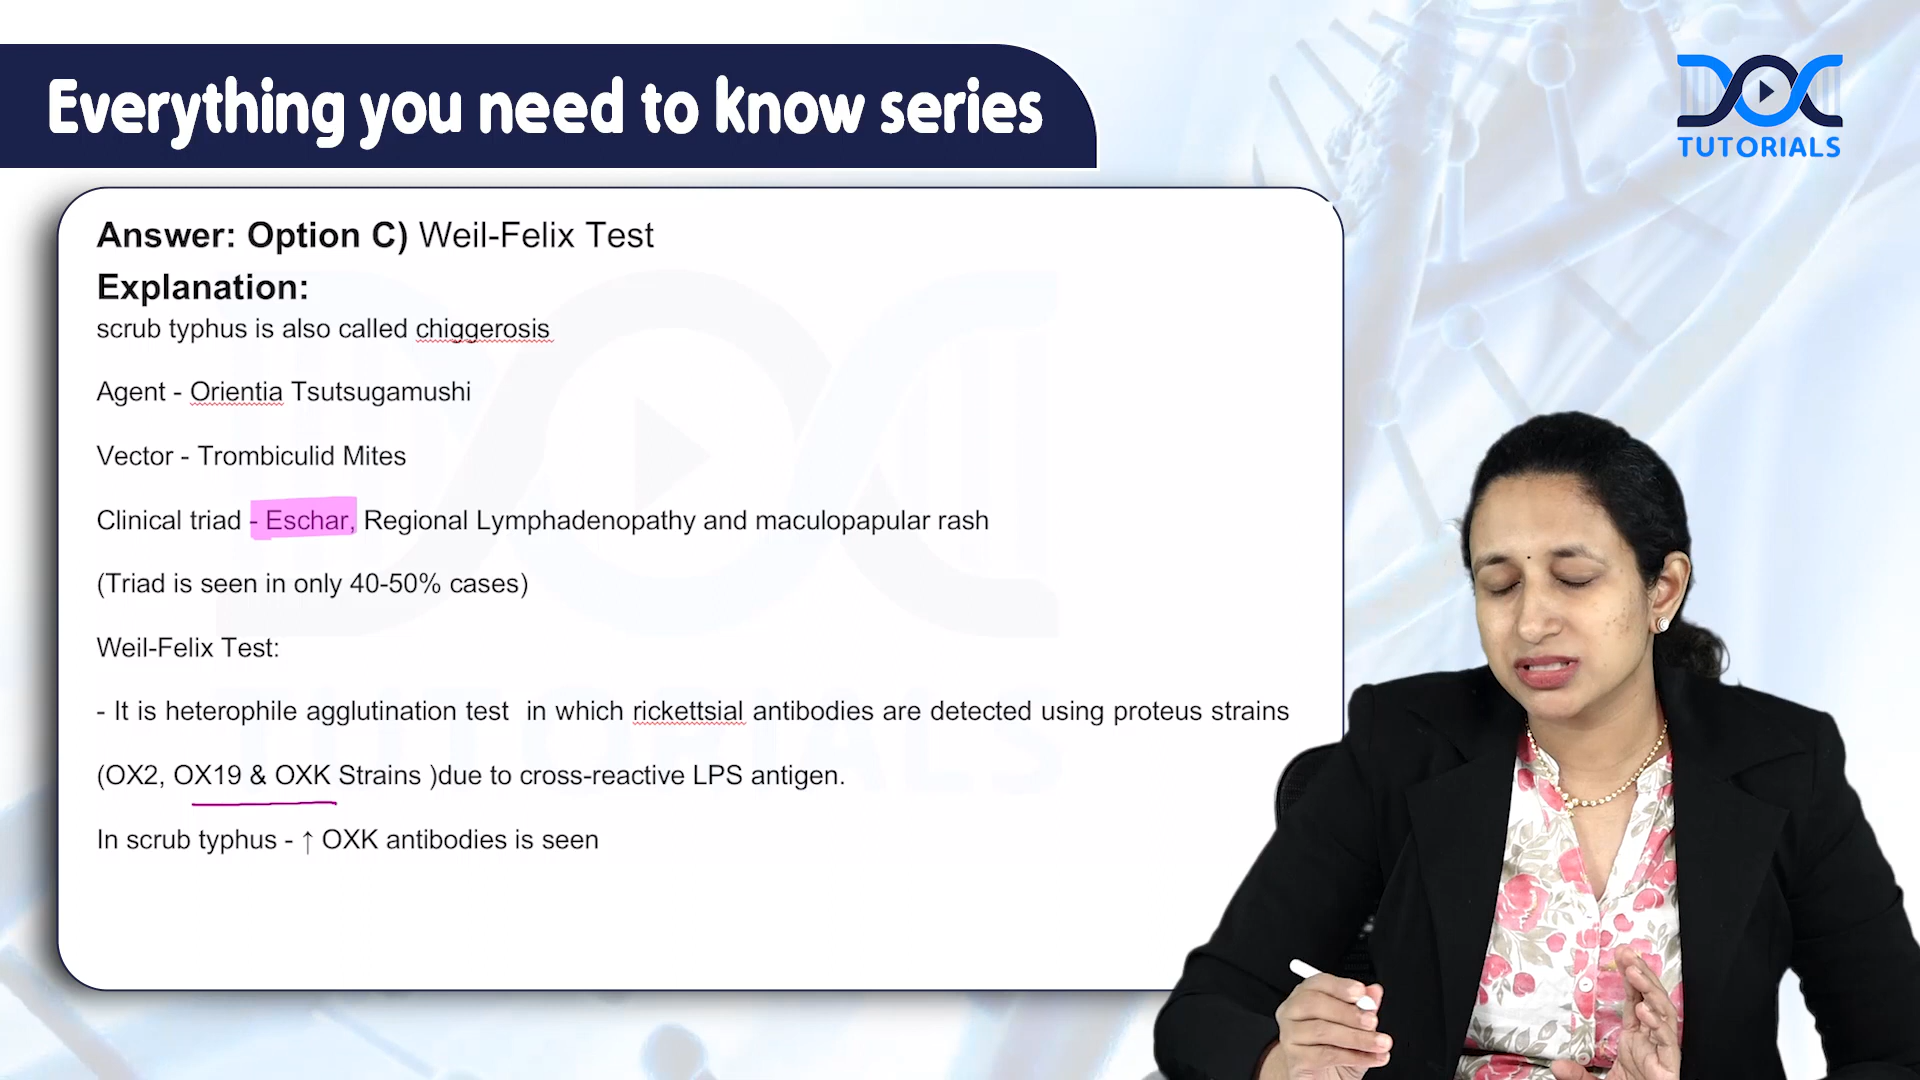 Everything you need to know series
DOC
TUTORIALS
Answer: Option C) Weil-Felix Test
Explanation:
scrub typhus is also called chiggerosis
Agent - Orientia Tsutsugamushi
Vector - Trombiculid Mites
Clinical triad - Eschar, Regional Lymphadenopathy and maculopapular rash
(Triad is seen in only 40-50% cases)
Weil-Felix Test:
- It is heterophile agglutination test in which rickettsial antibodies are detected using proteus strains
(OX2, OX19 & OXK Strains )due to cross-reactive LPS antigen.
In scrub typhus - ↑ OXK antibodies is seen
TUTORIALS